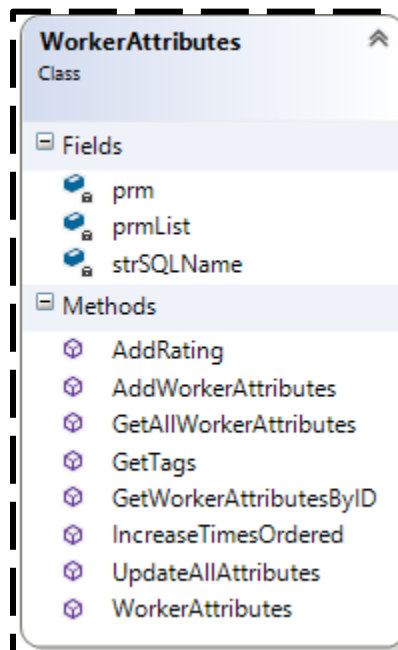 WorkerAttributes
Class
Fields
prm
prmList
strSQLName
Methods
AddRating
AddWorkerAttributes
GetAllWorkerAttributes
GetTags
GetWorkerAttributesByID
IncreaseTimesOrdered
UpdateAllAttributes
WorkerAttributes